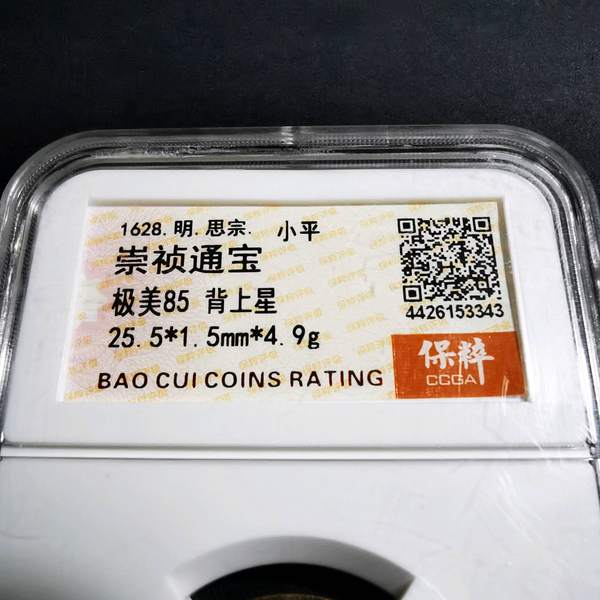 1628.明.思宗. 小平
崇祯通宝
极美85 背上星
25.5*1.5mm*4.9g
BAO CUI COINS RATING
4426153343
保粹
CCGA